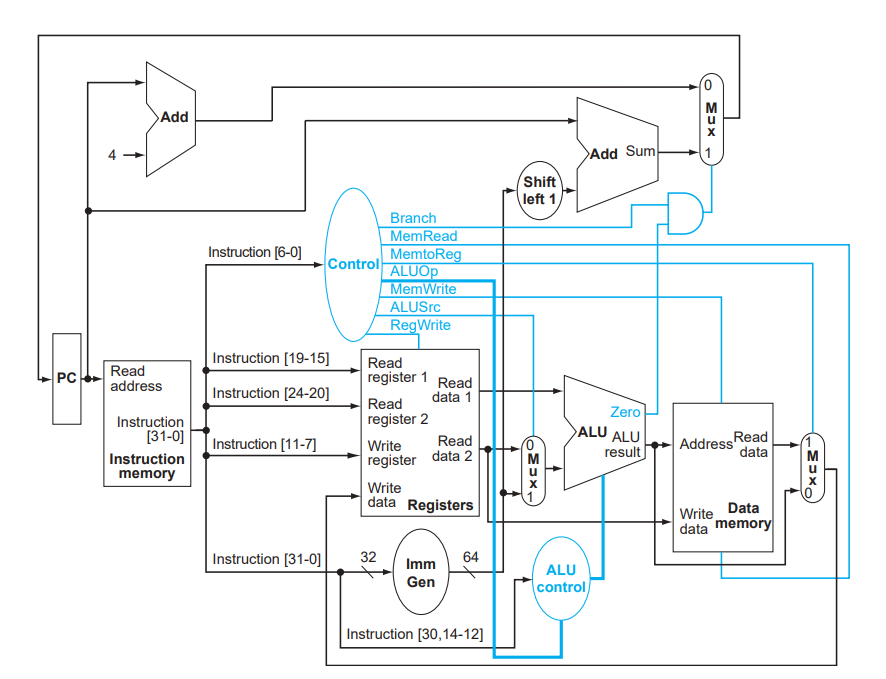 Add
4
0
Mux
1
Add Sum
Shift
left 1
Branch
MemRead
MemtoReg
ALUOp
MemWrite
ALUSrc
RegWrite
Control
Instruction [6-0]
PC
Read
address
Instruction
[31-0]
Instruction
memory
Instruction [19-15]
Instruction [24-20]
Instruction [11-7]
Instruction [31-0]
Read
register 1
Read
register 2
Write
register
Write
data
Read
data 1
Read
data 2
Registers
0
Mux
1
Zero
ALU
ALU
result
Address
Read
data
Write
data
Data
memory
1
Mux
0
32
Imm
Gen
64
ALU
control
Instruction [30,14-12]